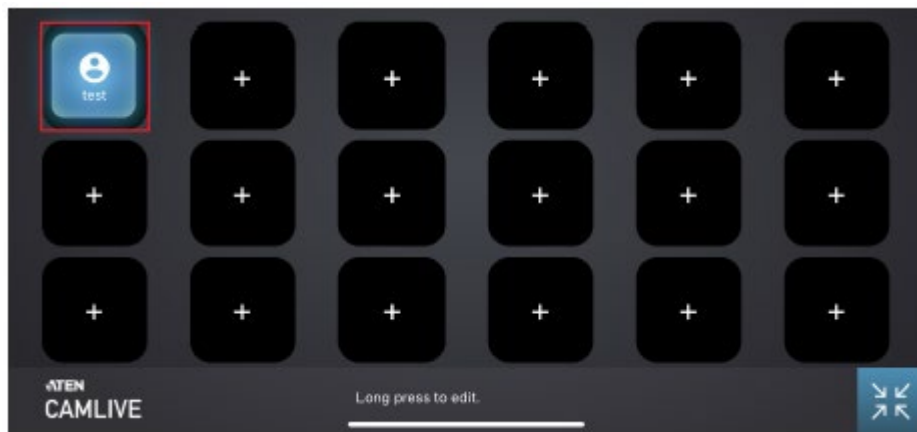 test
+ + + + +
+ + + + + +
+ + + + + +
ATEN
CAMLIVE
Long press to edit.